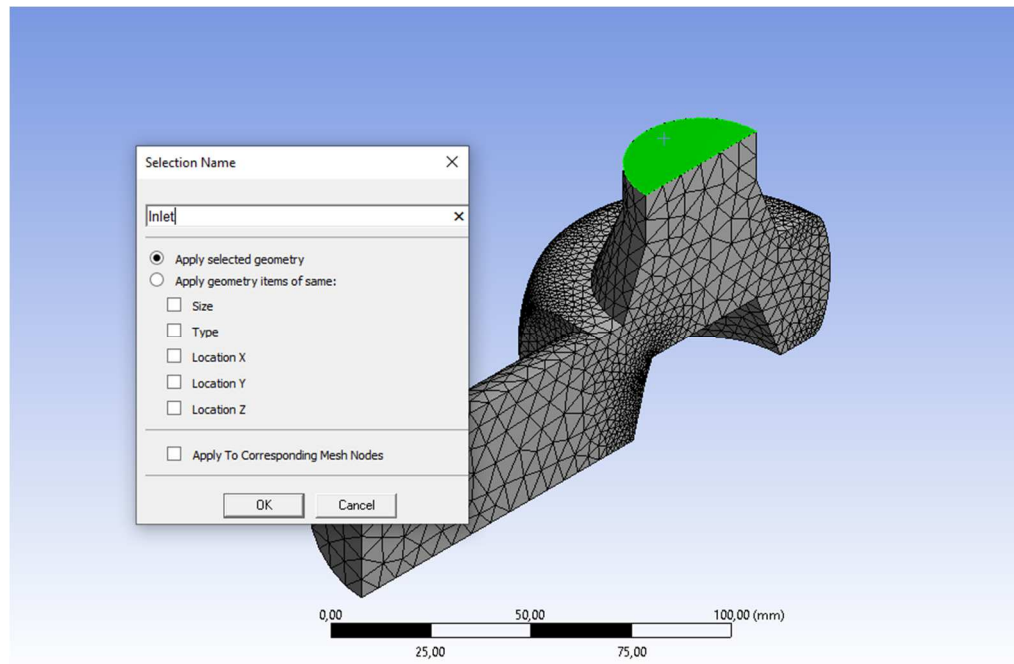 Selection Name
Inlet
Apply selected geometry
Apply geometry items of same:
Size
Type
Location X
Location Y
Location Z
Apply To Corresponding Mesh Nodes
OK Cancel
0,00 50,00 100,00 (mm)
25,00 75,00